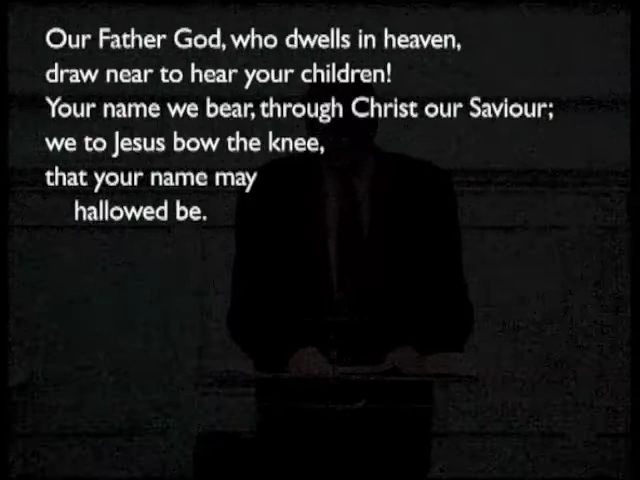 Our Father God, who dwells in heaven,
draw near to hear your children!
Your name we bear, through Christ our Saviour;
we to Jesus bow the knee,
that your name may
hallowed be.